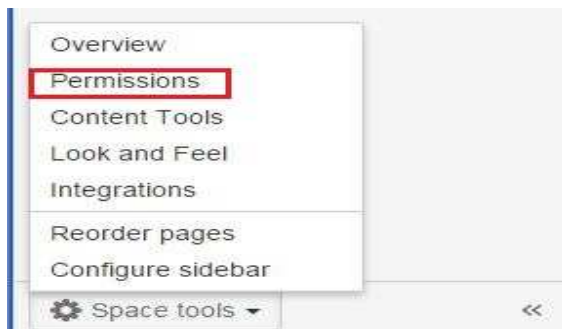 Overview
Permissions
Content Tools
Look and Feel
Integrations
Reorder pages
Configure sidebar
Space tools